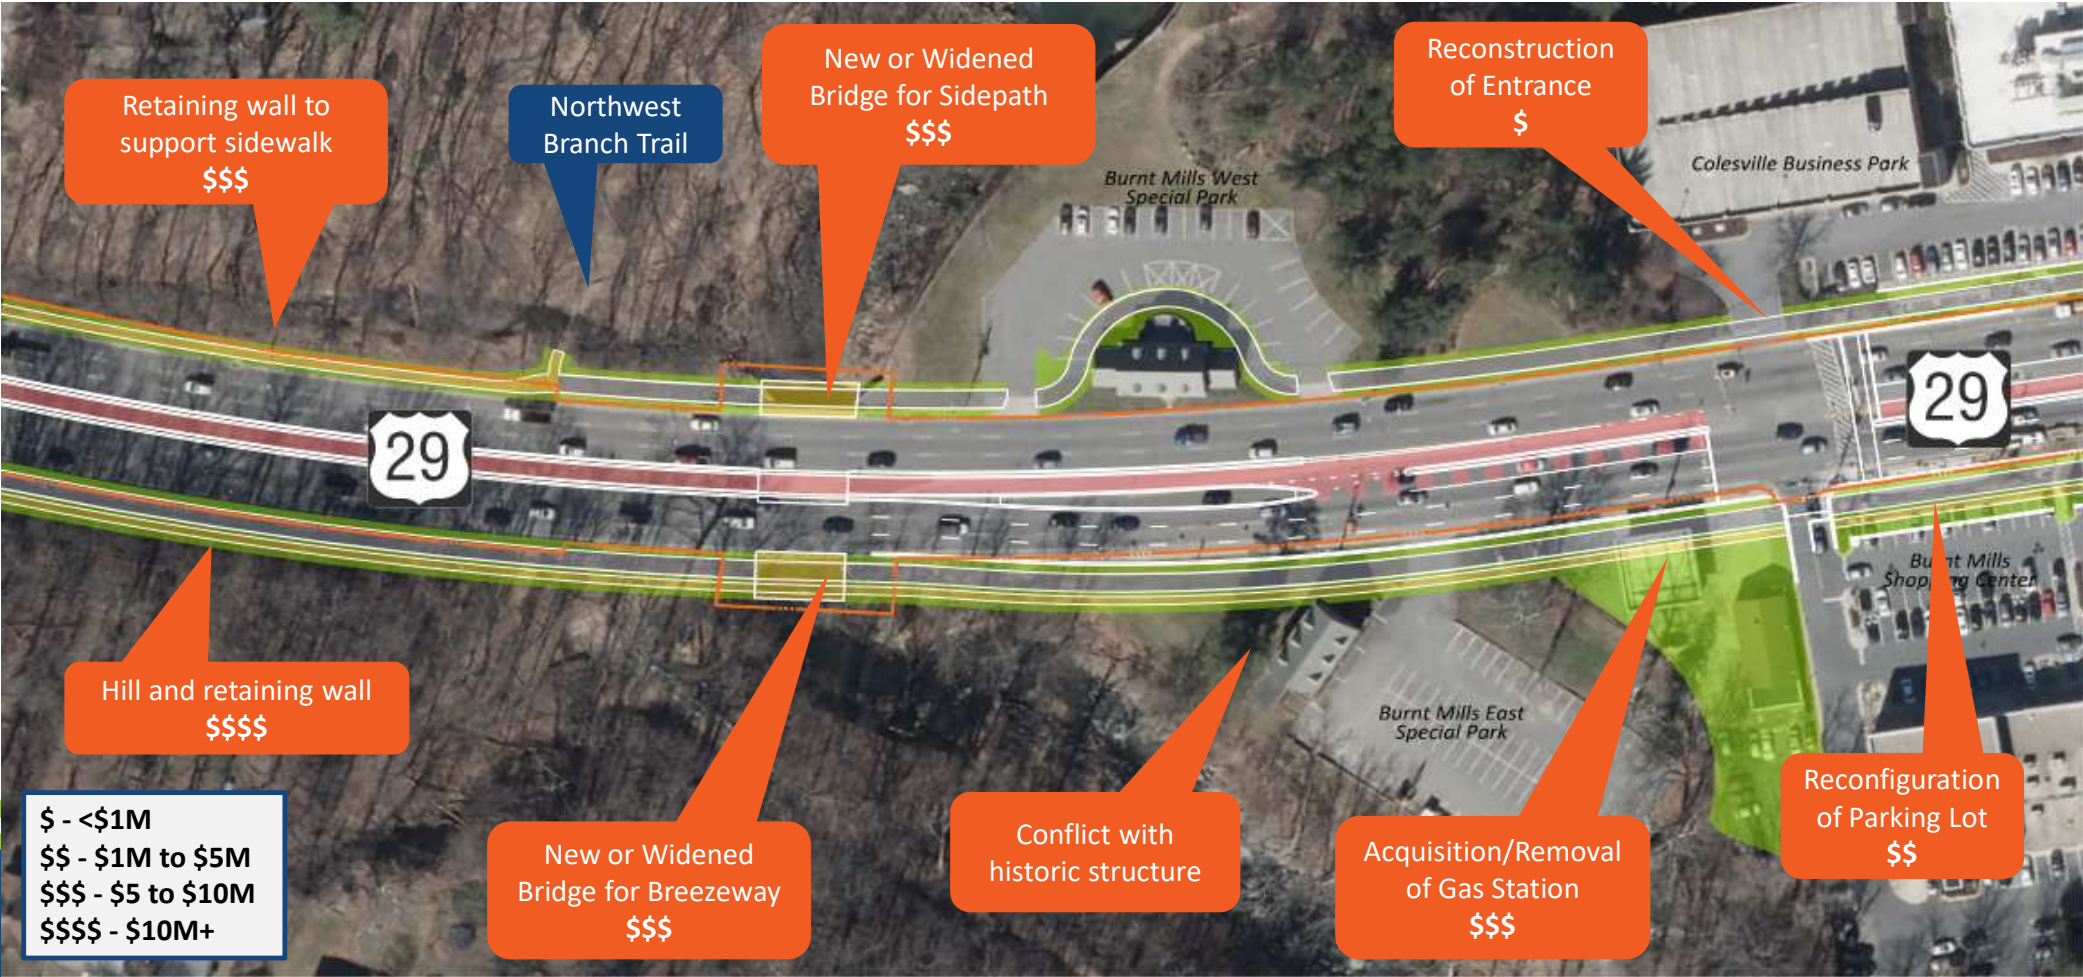 Retaining wall to
support sidewalk
$$$
Northwest
Branch Trail
New or Widened
Bridge for Sidepath
$$$
Reconstruction
of Entrance
$
Colesville Business Park
Burnt Mills West
Special Park
29
29
Burnt Mills
Shopping Center
Hill and retaining wall
$$$$
Burnt Mills East
Special Park
$ - <$1M
$$ - $1M to $5M
$$$ - $5 to $10M
$$$$ - $10M+
New or Widened
Bridge for Breezeway
$$$
Conflict with
historic structure
Acquisition/Removal
of Gas Station
$$$
Reconfiguration
of Parking Lot
$$